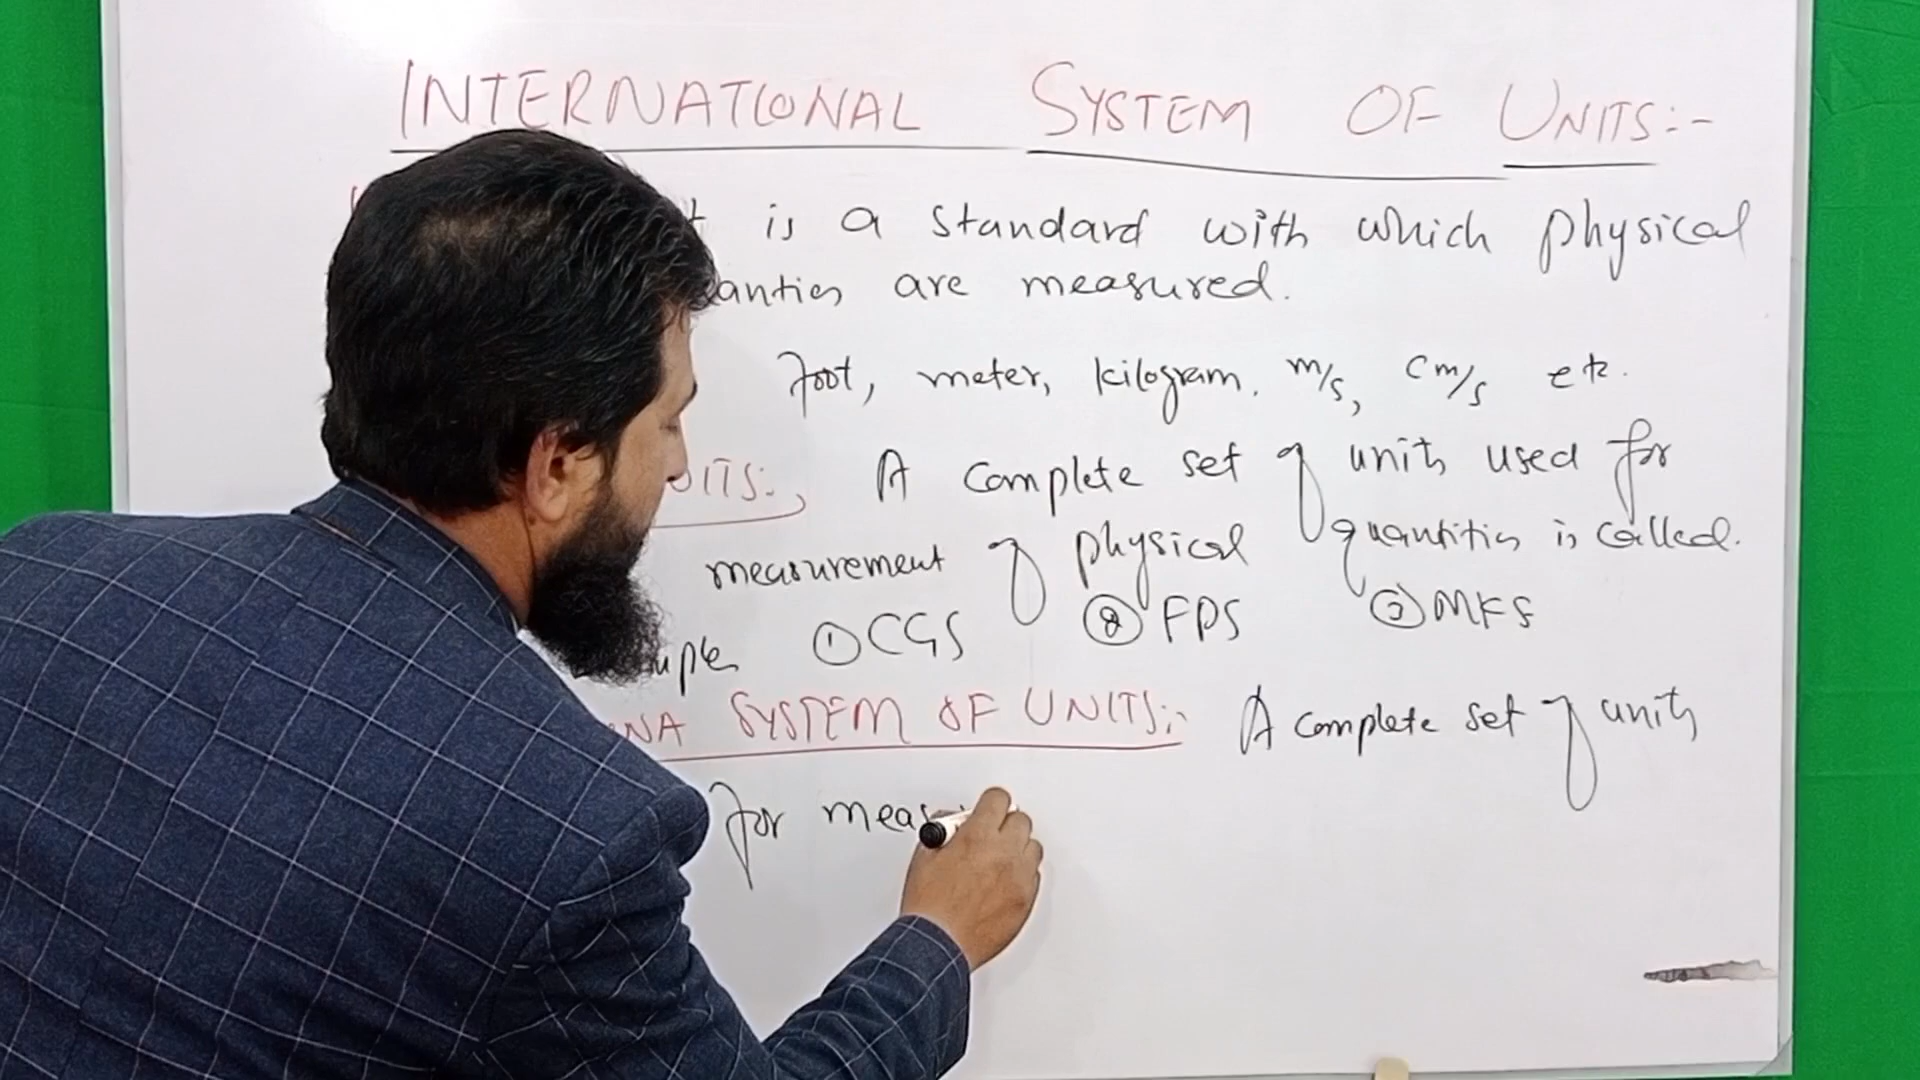 INTERNATIONAL SYSTEM OF UNITS:-
is a standard with which physical
are measured.
foot, meter, kilogram, m/s, cm/s etc.
A complete set of units used for
measurement of physical quantities is called.
① CGS ② FPS ③ MKS
SYSTEM OF UNITS:- A complete set of units
for meas